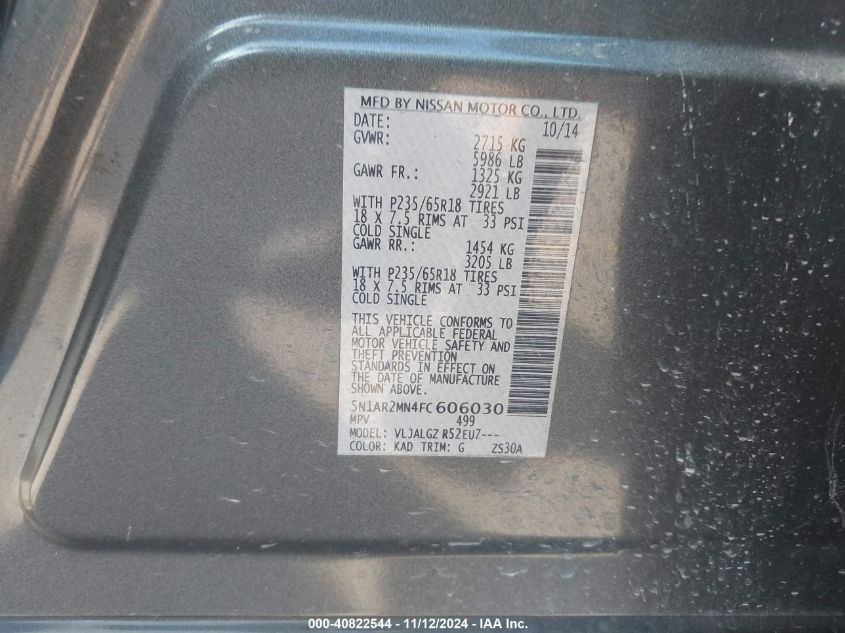 MFD BY NISSAN MOTOR CO., LTD.
DATE: 10/14
GVWR: 2715 KG
5986 LB
GAWR FR.: 1325 KG
2921 LB
WITH P235/65R18 TIRES
18 X 7.5 RIMS AT 33 PSI
COLD SINGLE
GAWR RR.: 1454 KG
3205 LB
WITH P235/65R18 TIRES
18 X 7.5 RIMS AT 33 PSI
COLD SINGLE
THIS VEHICLE CONFORMS TO
ALL APPLICABLE FEDERAL
MOTOR VEHICLE SAFETY AND
THEFT PREVENTION
STANDARDS IN EFFECT ON
THE DATE OF MANUFACTURE
SHOWN ABOVE.
5N1AR2MN4FC606030
MPV 499
MODEL: VLJALGZ R52EU7---
COLOR: KAD TRIM: G ZS30A
000-40822544 - 11/12/2024 - IAA Inc.